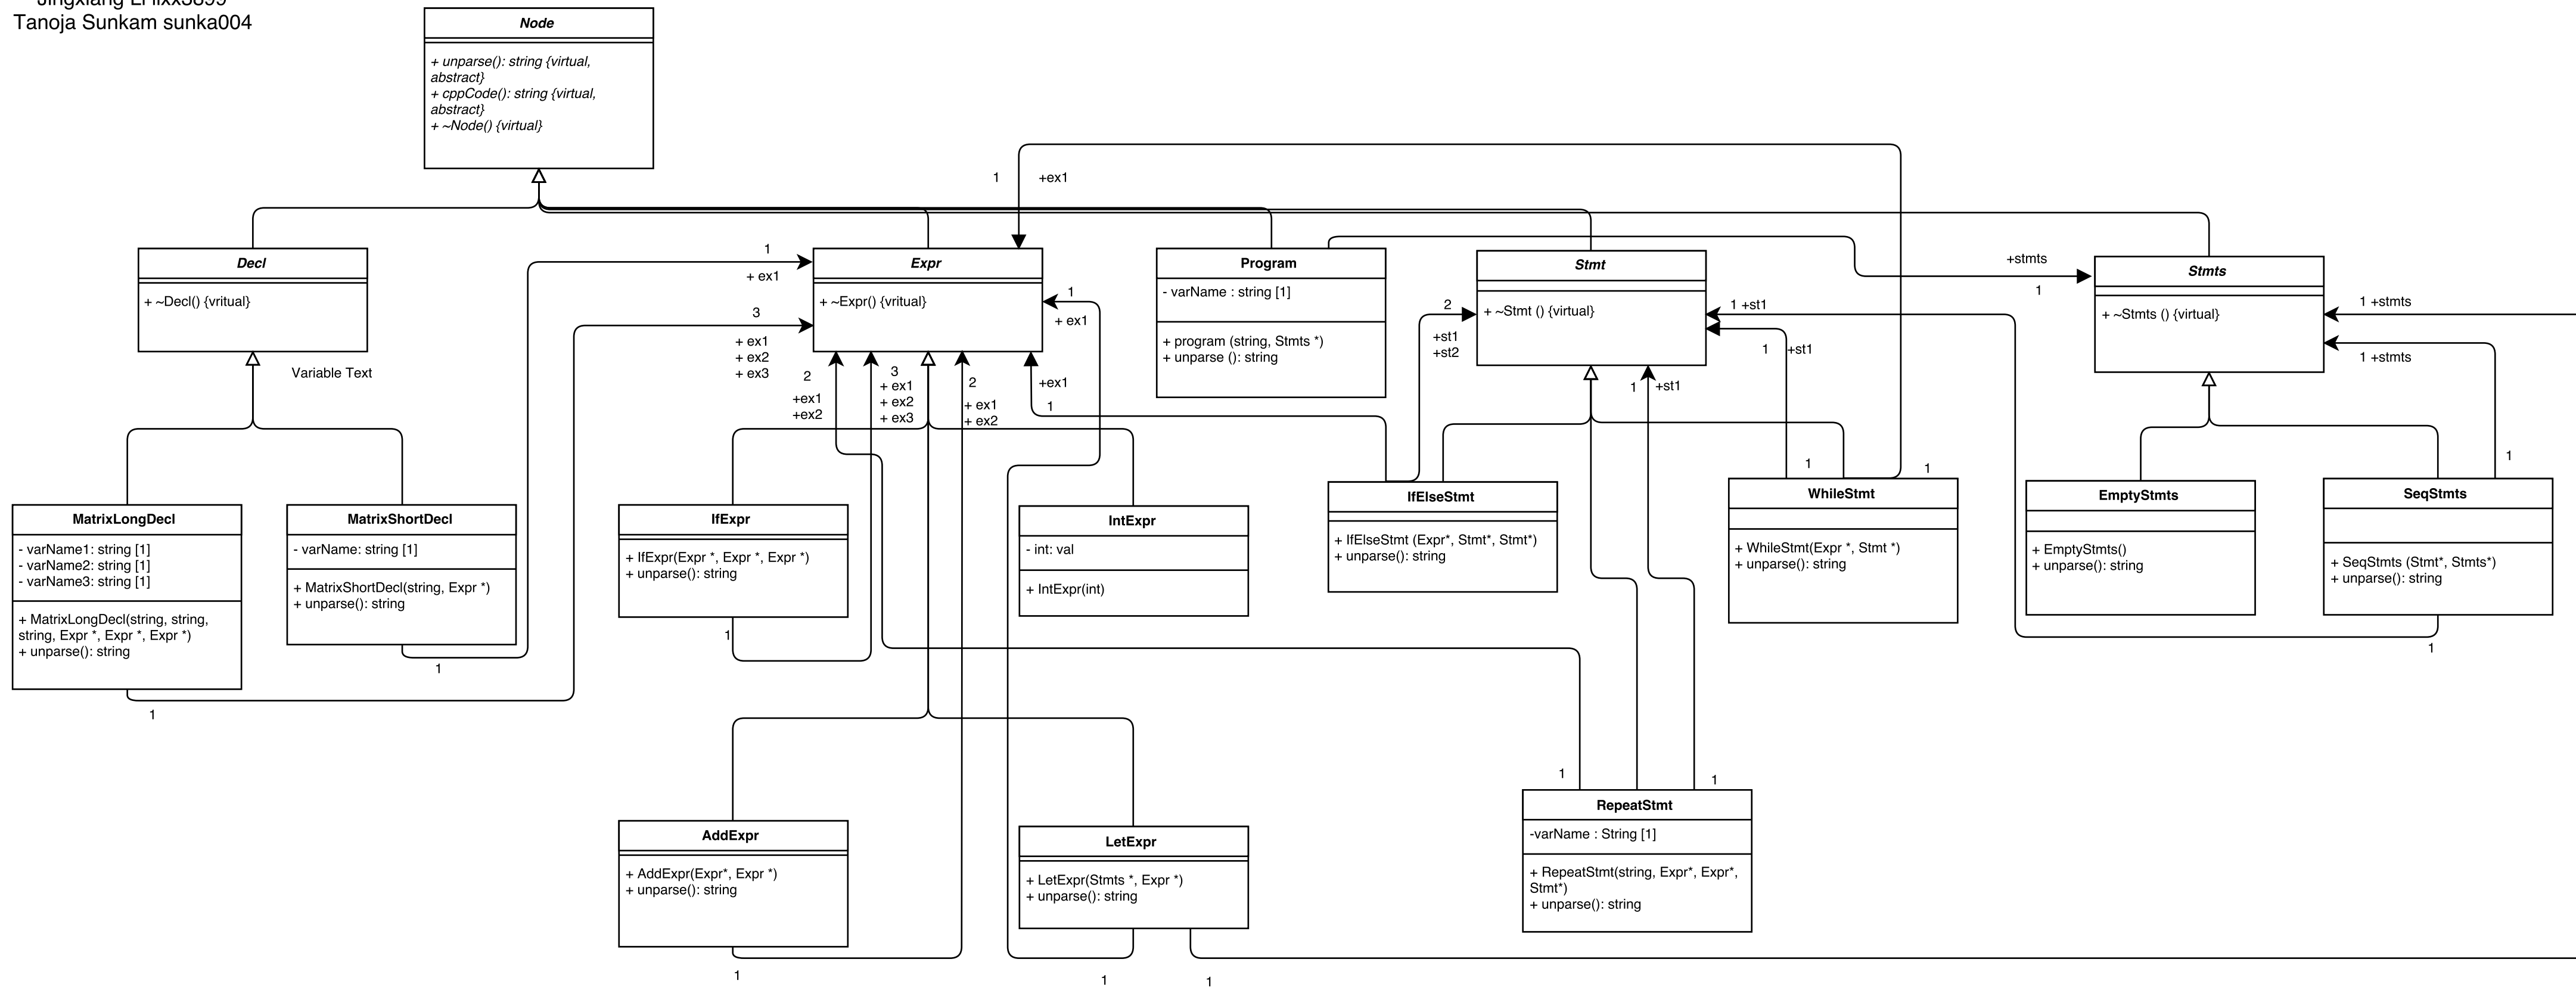 Tanoja Sunkam sunka004
Node
+ unparse(): string {virtual,
abstract}
+ cppCode(): string {virtual,
abstract}
+ ~Node() {virtual}
1
+ex1
Decl
+ ~Decl() {vritual}
Variable Text
1
+ ex1
3
+ ex1
+ ex2
+ ex3
Expr
+ ~Expr() {vritual}
1
+ ex1
2
+ex1
+ex2
3
+ ex1
+ ex2
+ ex3
2
+ ex1
+ ex2
+ex1
1
Program
- varName : string [1]
+ program (string, Stmts *)
+ unparse (): string
+stmts
1
Stmt
+ ~Stmt () {virtual}
2
+st1
+st2
1 +st1
1
+st1
1
+st1
Stmts
+ ~Stmts () {virtual}
1 +stmts
1 +stmts
MatrixLongDecl
- varName1: string [1]
- varName2: string [1]
- varName3: string [1]
+ MatrixLongDecl(string, string,
string, Expr *, Expr *, Expr *)
+ unparse(): string
1
MatrixShortDecl
- varName: string [1]
+ MatrixShortDecl(string, Expr *)
+ unparse(): string
1
IfExpr
+ IfExpr(Expr *, Expr *, Expr *)
+ unparse(): string
1
IntExpr
- int: val
+ IntExpr(int)
IfElseStmt
+ IfElseStmt (Expr*, Stmt*, Stmt*)
+ unparse(): string
1
1
WhileStmt
+ WhileStmt(Expr *, Stmt *)
+ unparse(): string
EmptyStmts
+ EmptyStmts()
+ unparse(): string
1
SeqStmts
+ SeqStmts (Stmt*, Stmts*)
+ unparse(): string
1
AddExpr
+ AddExpr(Expr*, Expr *)
+ unparse(): string
1
LetExpr
+ LetExpr(Stmts *, Expr *)
+ unparse(): string
1
1
1
1
RepeatStmt
-varName : String [1]
+ RepeatStmt(string, Expr*, Expr*,
Stmt*)
+ unparse(): string